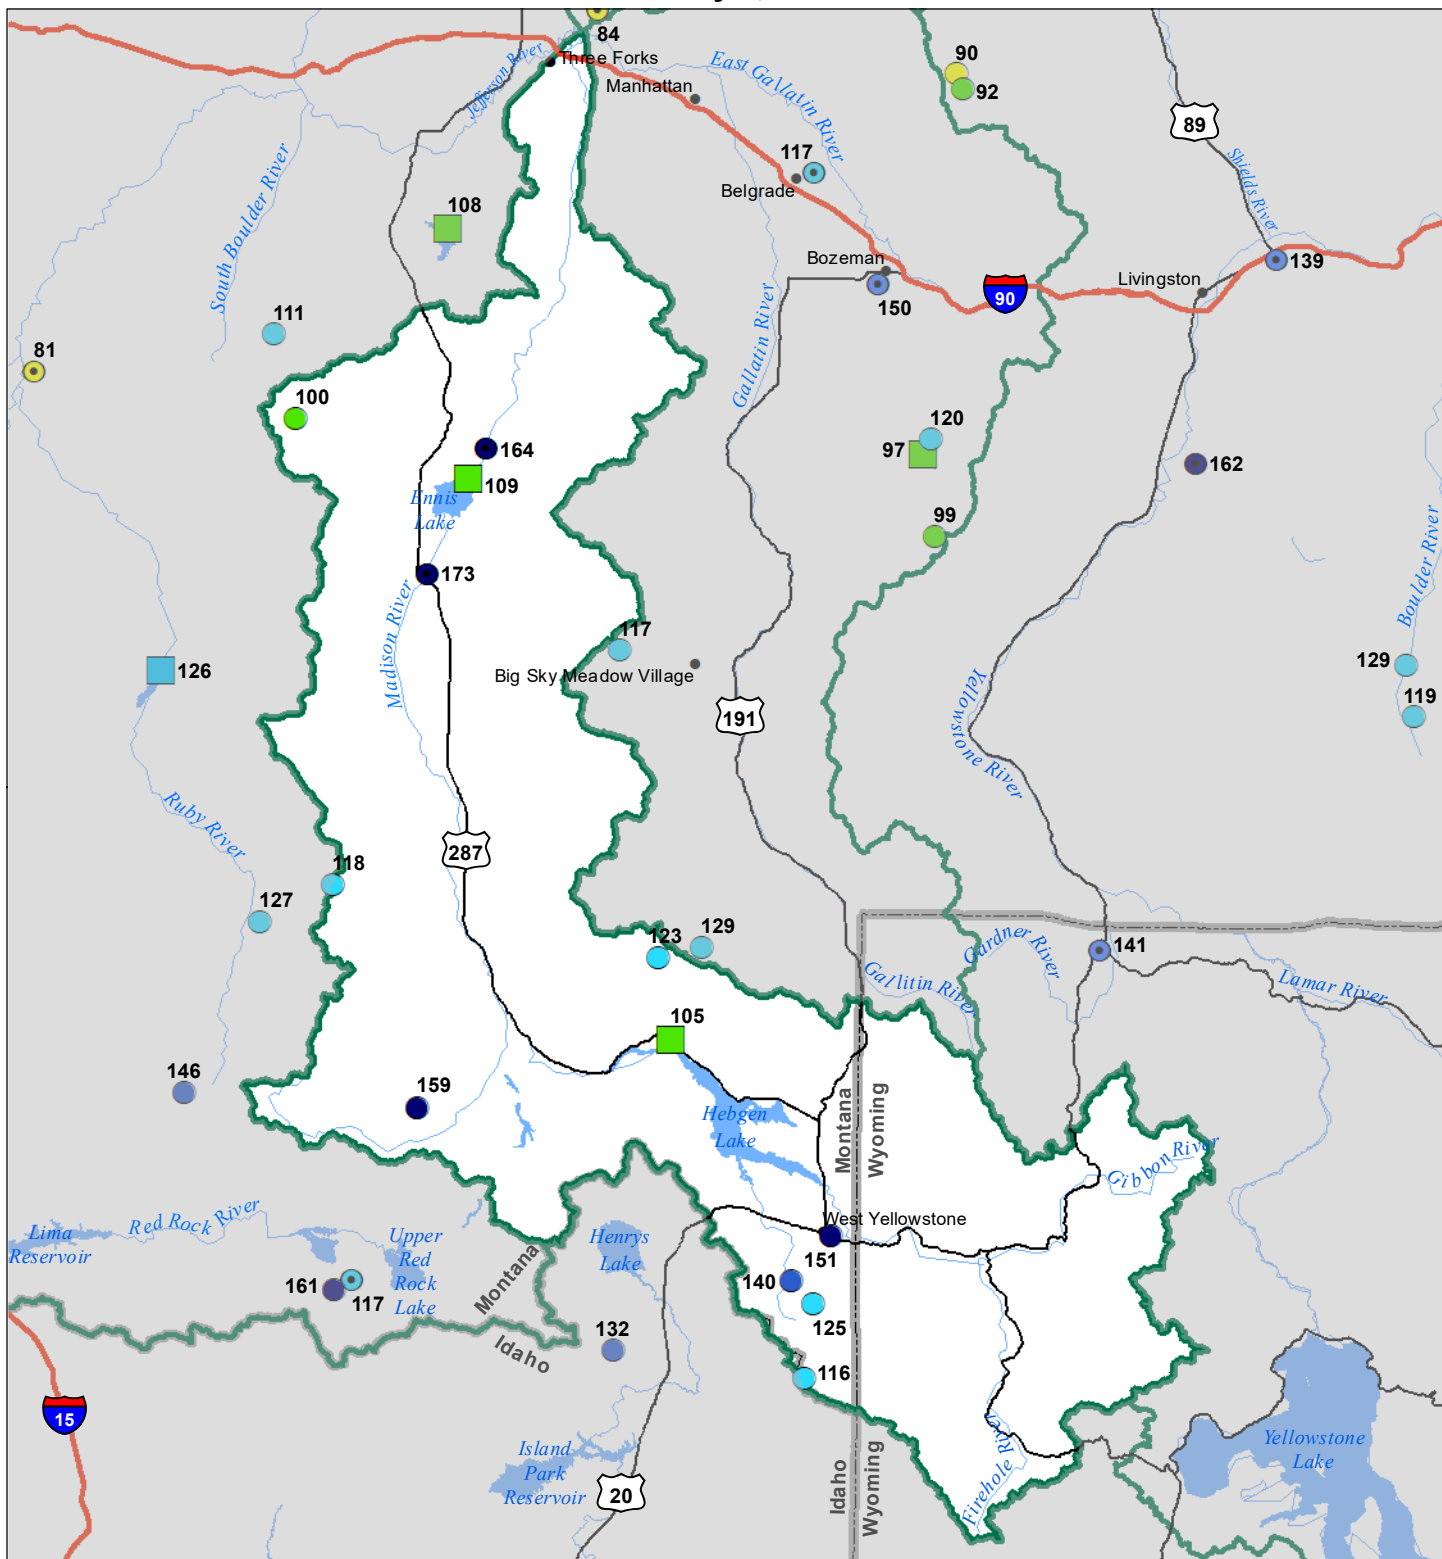 84
Three Forks
Jefferson River
Manhattan
East Gallatin River
90
92
89
Shields River
117
Belgrade
South Boulder River
108
Bozeman
150
90
Livingston
139
111
Gallatin River
81
100
120
97
164
109
Ennis
Lake
162
99
Boulder River
173
Madison River
117
Big Sky Meadow Village
126
191
Yellowstone River
129
119
Ruby River
287
118
127
123
129
Gallitin River
Gardner River
141
Lamar River
105
146
159
Hebgen
Lake
Montana
Wyoming
Gibbon River
Lima
Reservoir
Red Rock River
Upper
Red
Rock
Lake
Montana
Idaho
Henrys
Lake
West Yellowstone
151
140
125
161
117
132
116
15
Island
Park
Reservoir
20
Idaho
Wyoming
Firehole River
Yellowstone
Lake